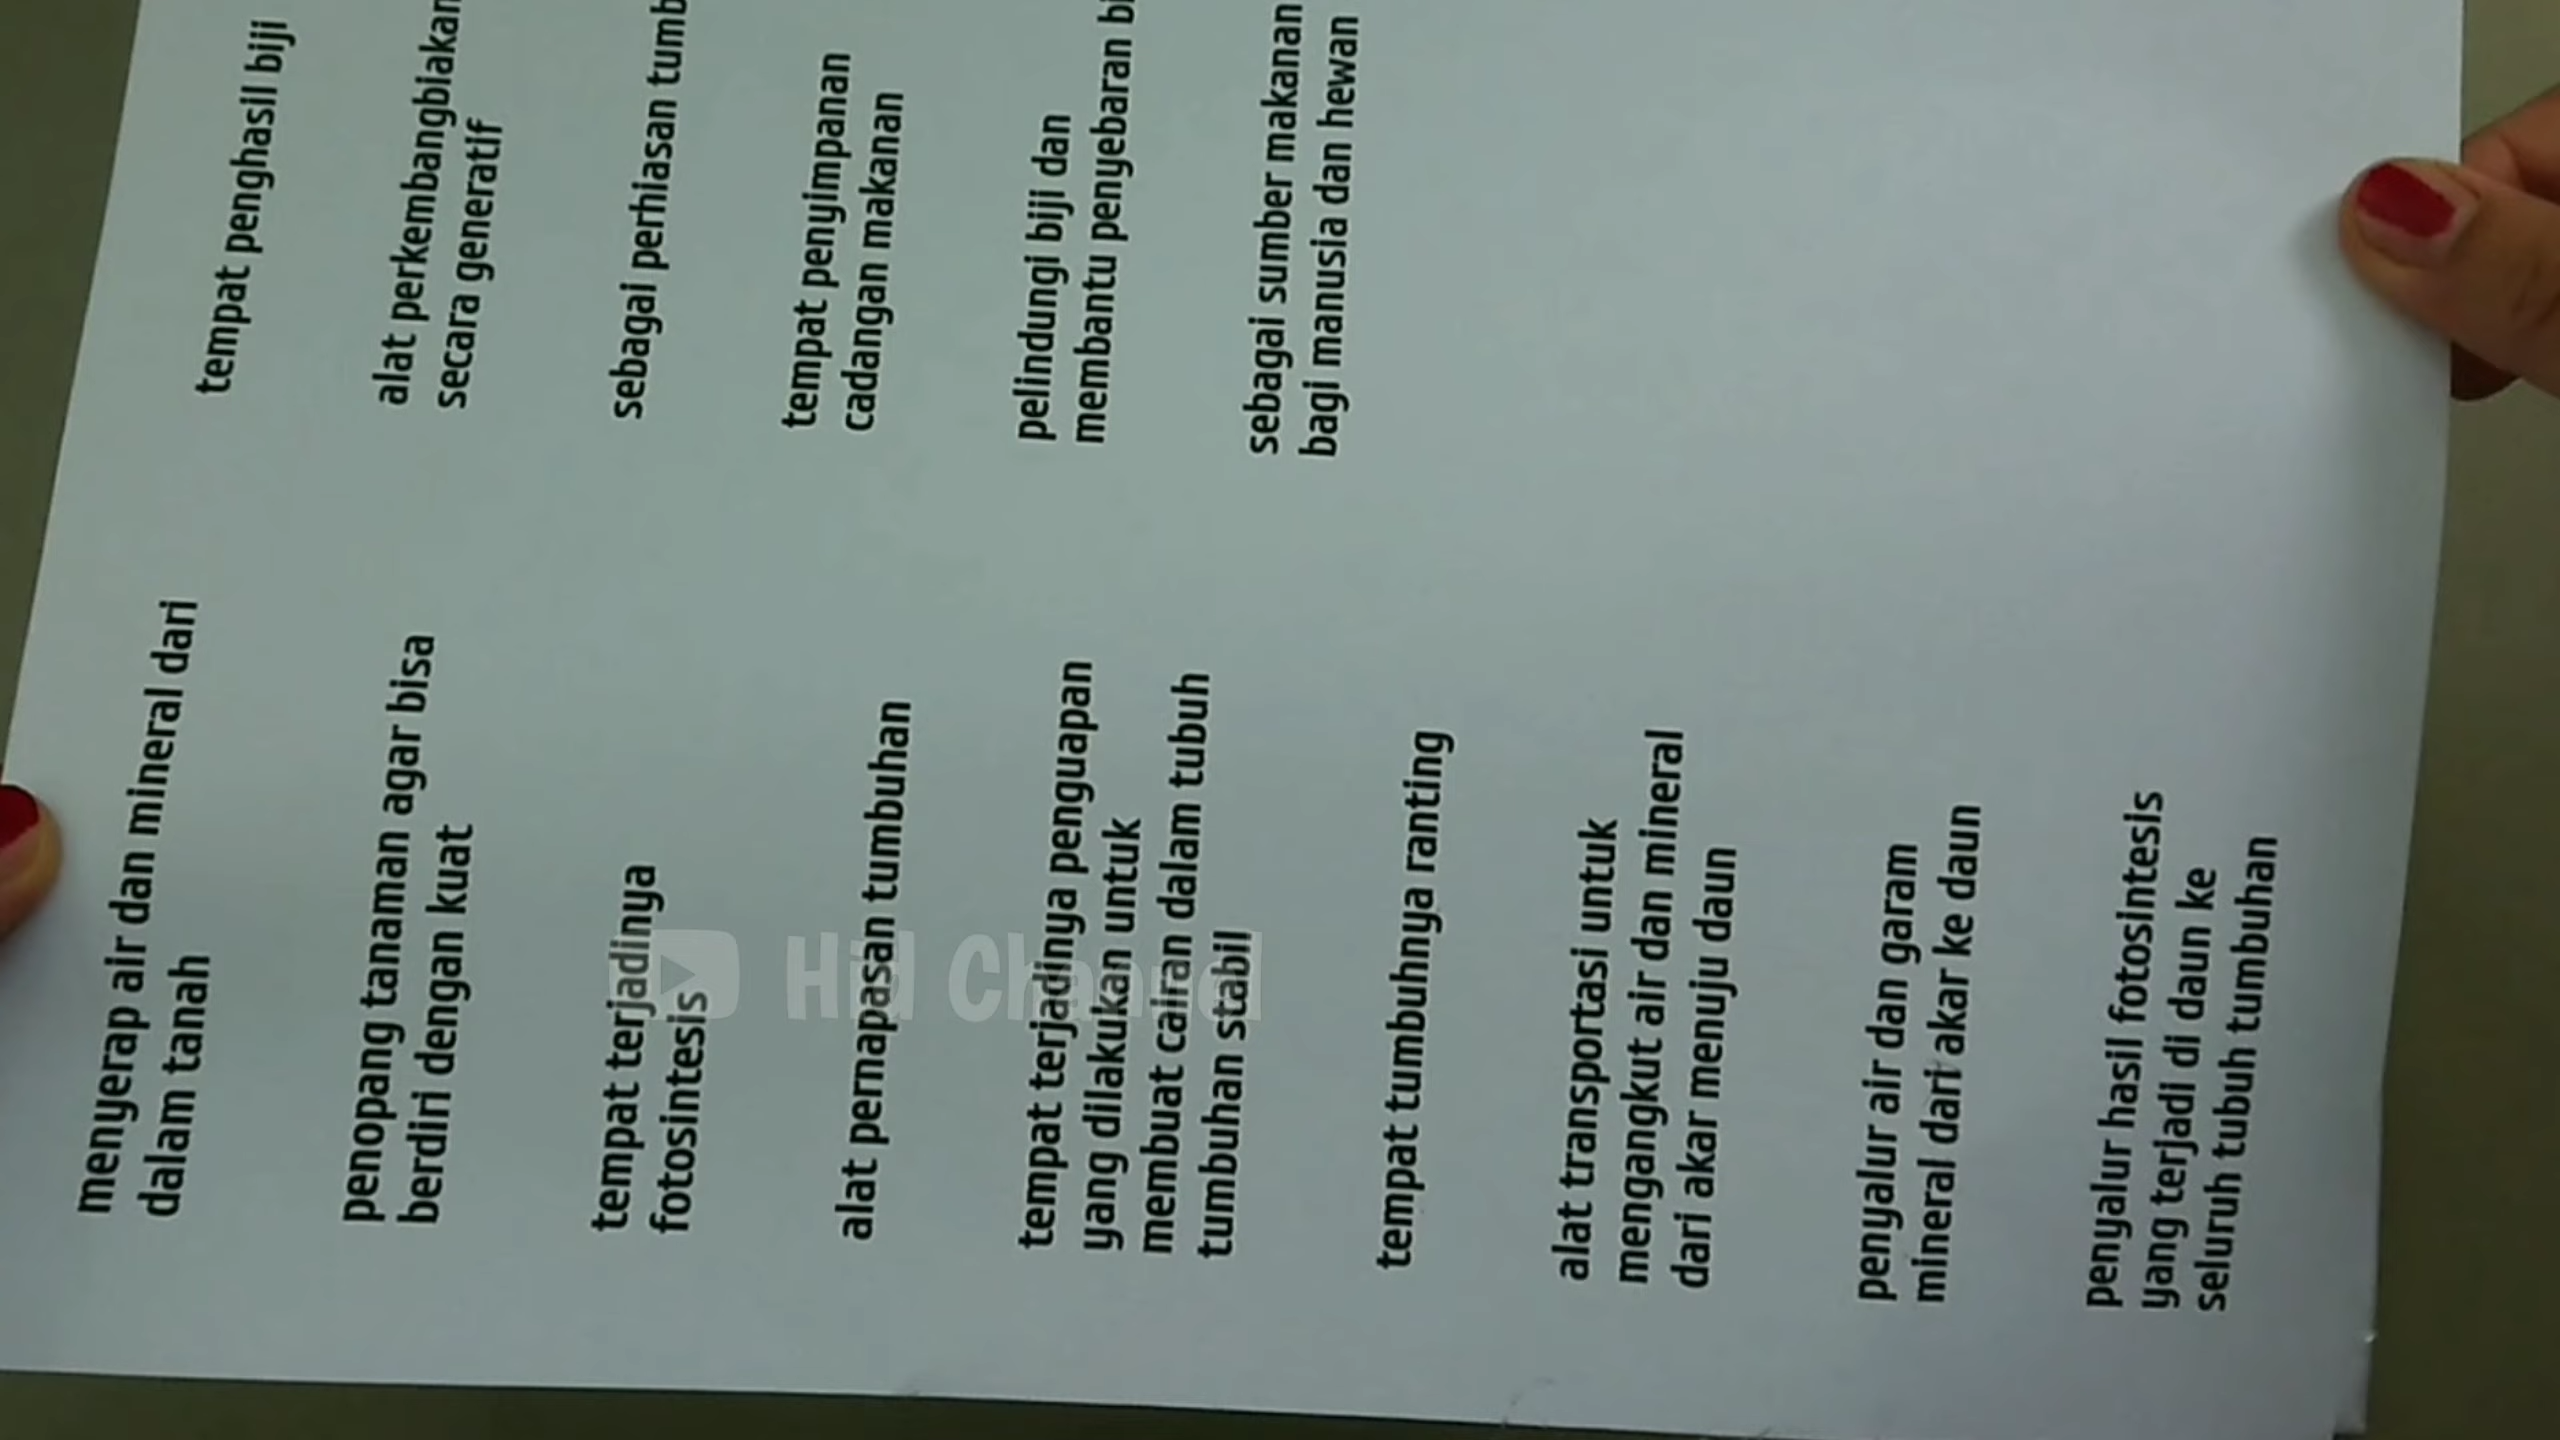 menyerap air dan mineral dari
dalam tanah
penopang tanaman agar bisa
berdiri dengan kuat
tempat terjadinya
fotosintesis
alat pernapasan tumbuhan
tempat terjadinya penguapan
yang dilakukan untuk
membuat cairan dalam tubuh
tumbuhan stabil
tempat tumbuhnya ranting
alat transportasi untuk
mengangkut air dan mineral
dari akar menuju daun
penyalur air dan garam
mineral dari akar ke daun
penyalur hasil fotosintesis
yang terjadi di daun ke
seluruh tubuh tumbuhan
tempat penghasil biji
alat perkembangbiakan
secara generatif
sebagai perhiasan
tempat penyimpanan
cadangan makanan
pelindungi biji dan
membantu penyebaran
sebagai sumber makanan
bagi manusia dan hewan
Hid Channel